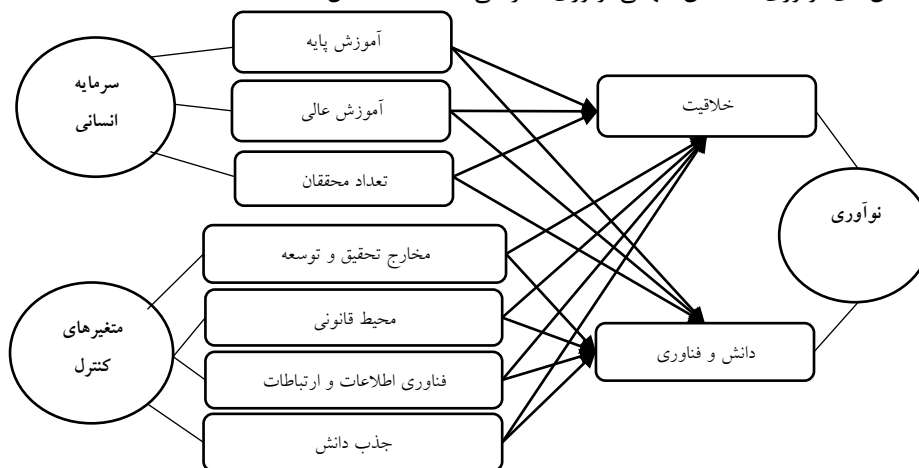 آموزش پایه
سرمایه
انسانی
آموزش عالی
تعداد محققان
خلاقیت
نوآوری
مخارج تحقیق و توسعه
محیط قانونی
متغیرهای
کنترل
فناوری اطلاعات و ارتباطات
جذب دانش
دانش و فناوری